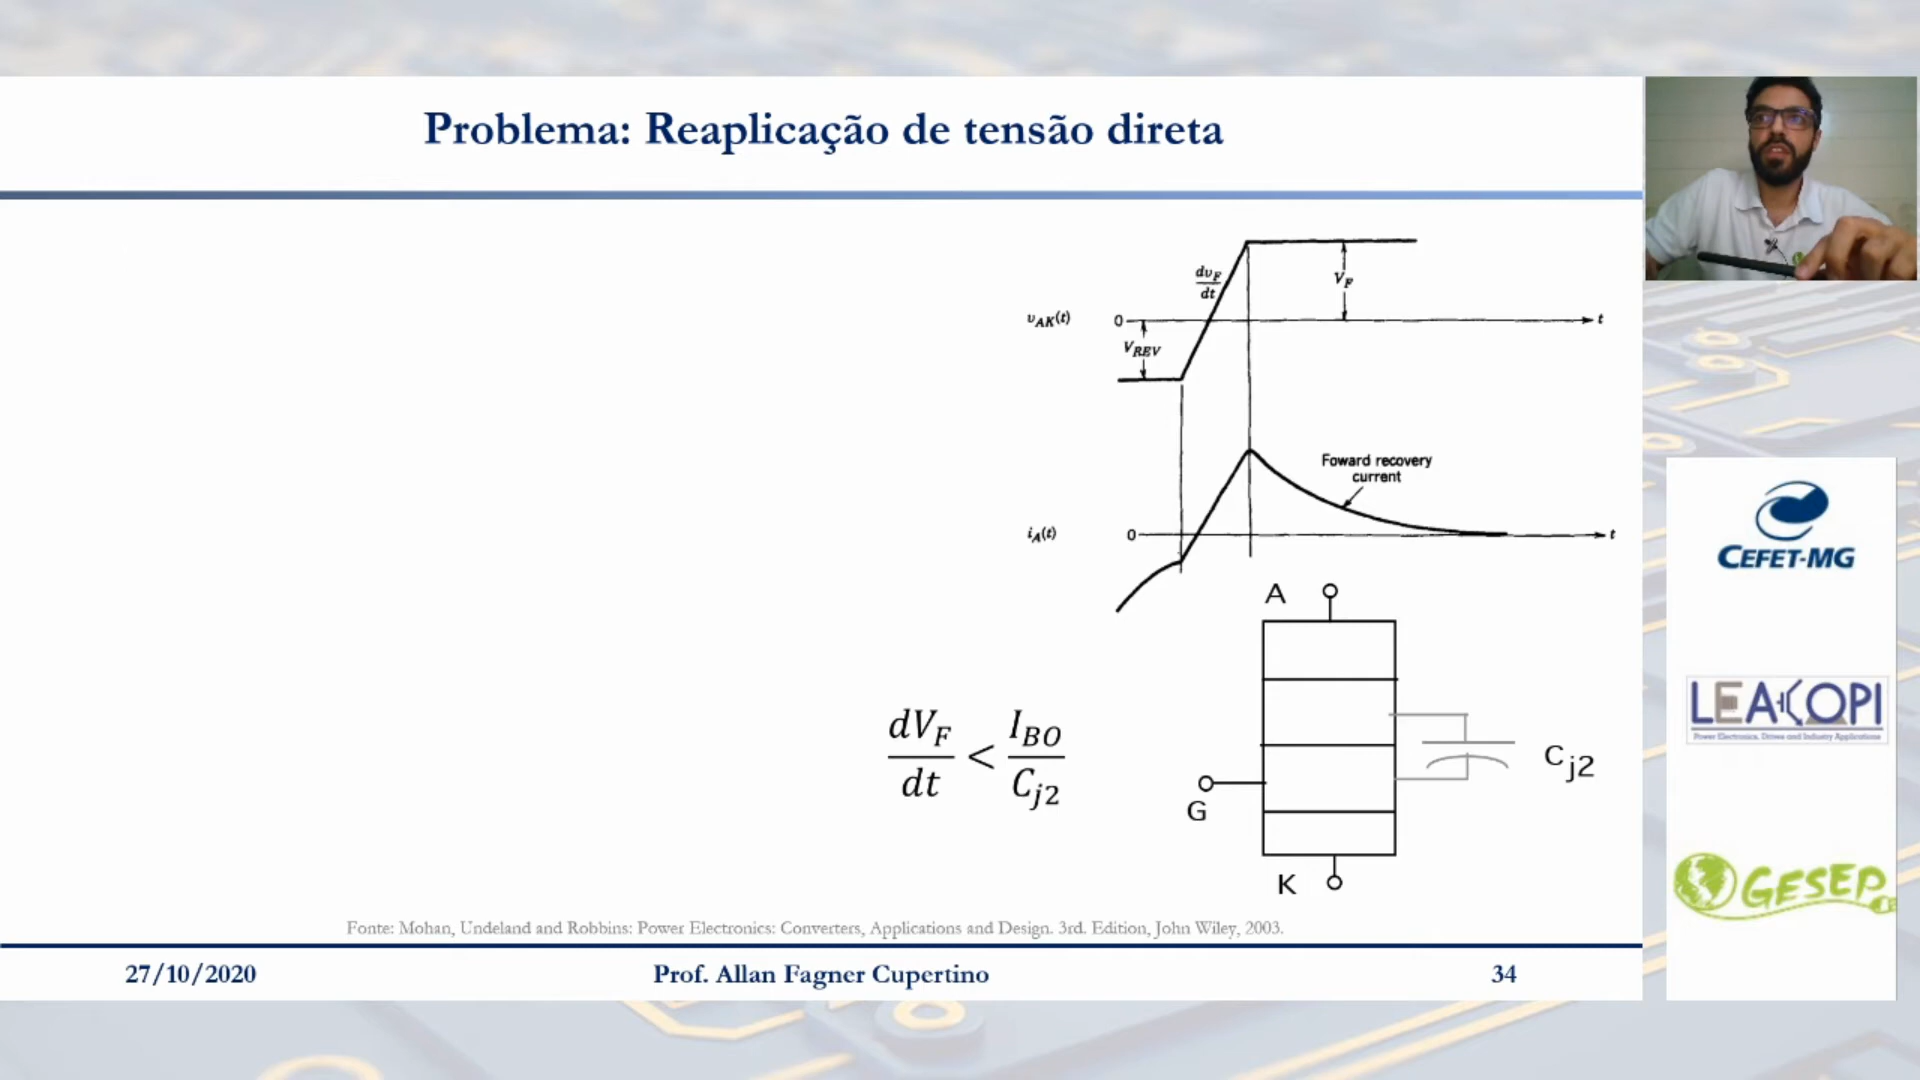 Problema: Reaplicação de tensão direta
dv_F/dt
V_F
v_AK(t)
0
t
V_REV
Foward recovery
current
i_A(t)
0
t
A
dV_F/dt < I_BO/C_j2
C_j2
G
K
Fonte: Mohan, Undeland and Robbins: Power Electronics: Converters, Applications and Design. 3rd. Edition, John Wiley, 2003.
27/10/2020
Prof. Allan Fagner Cupertino
34
CEFET-MG
LEACOPI
Power Electronics, Drives and Industry Applications
GESEP